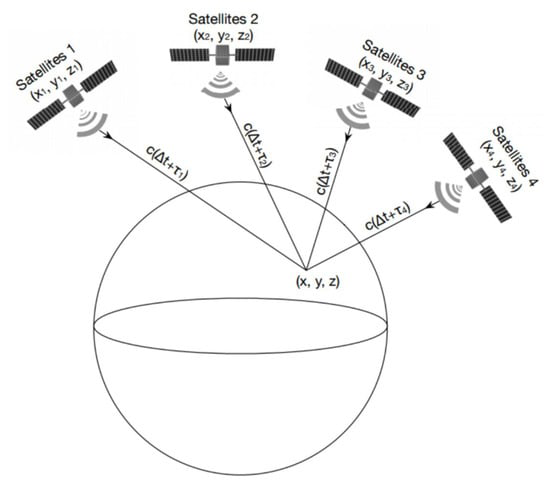 Satellites 1
(x₁, y₁, z₁)
Satellites 2
(x₂, y₂, z₂)
Satellites 3
(x₃, y₃, z₃)
Satellites 4
(x₄, y₄, z₄)
c(Δt+τ₁)
c(Δt+τ₂)
c(Δt+τ₃)
c(Δt+τ₄)
(x, y, z)